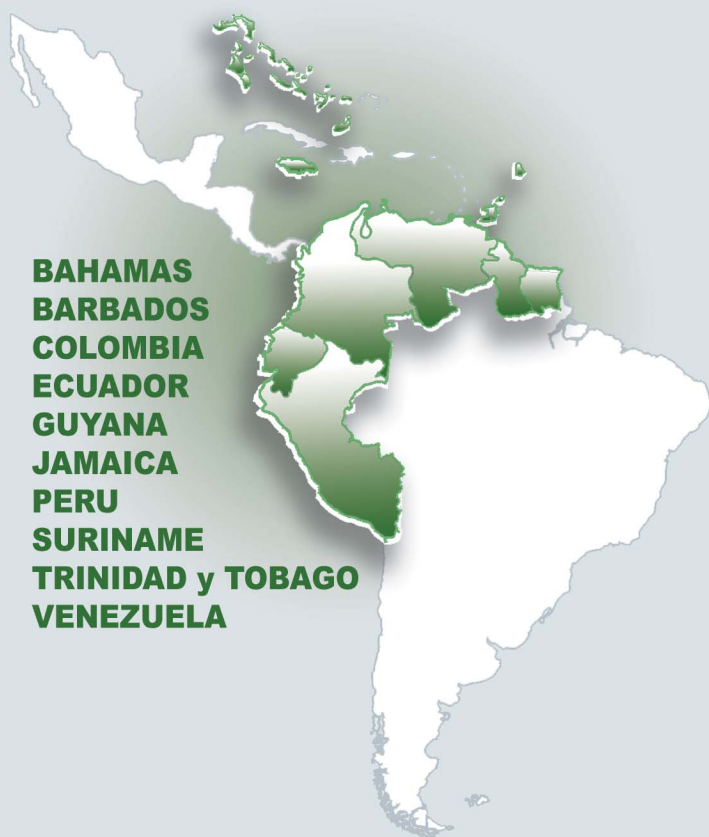 BAHAMAS
BARBADOS
COLOMBIA
ECUADOR
GUYANA
JAMAICA
PERU
SURINAME
TRINIDAD y TOBAGO
VENEZUELA